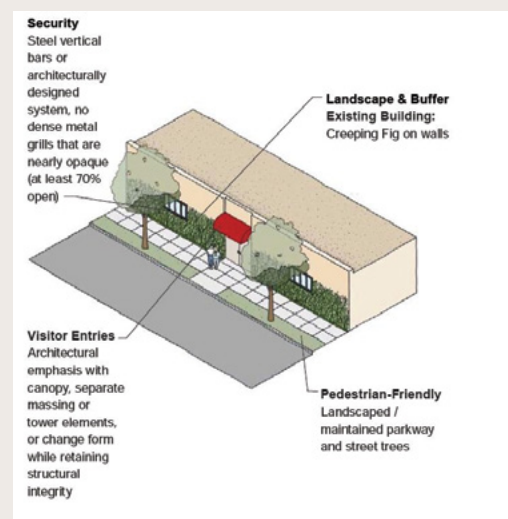 Security
Steel vertical
bars or
architecturally
designed
system, no
dense metal
grills that are
nearly opaque
(at least 70%
open)
Landscape & Buffer
Existing Building:
Creeping Fig on walls
Visitor Entries
Architectural
emphasis with
canopy, separate
massing or
tower elements,
or change form
while retaining
structural
integrity
Pedestrian-Friendly
Landscaped /
maintained parkway
and street trees